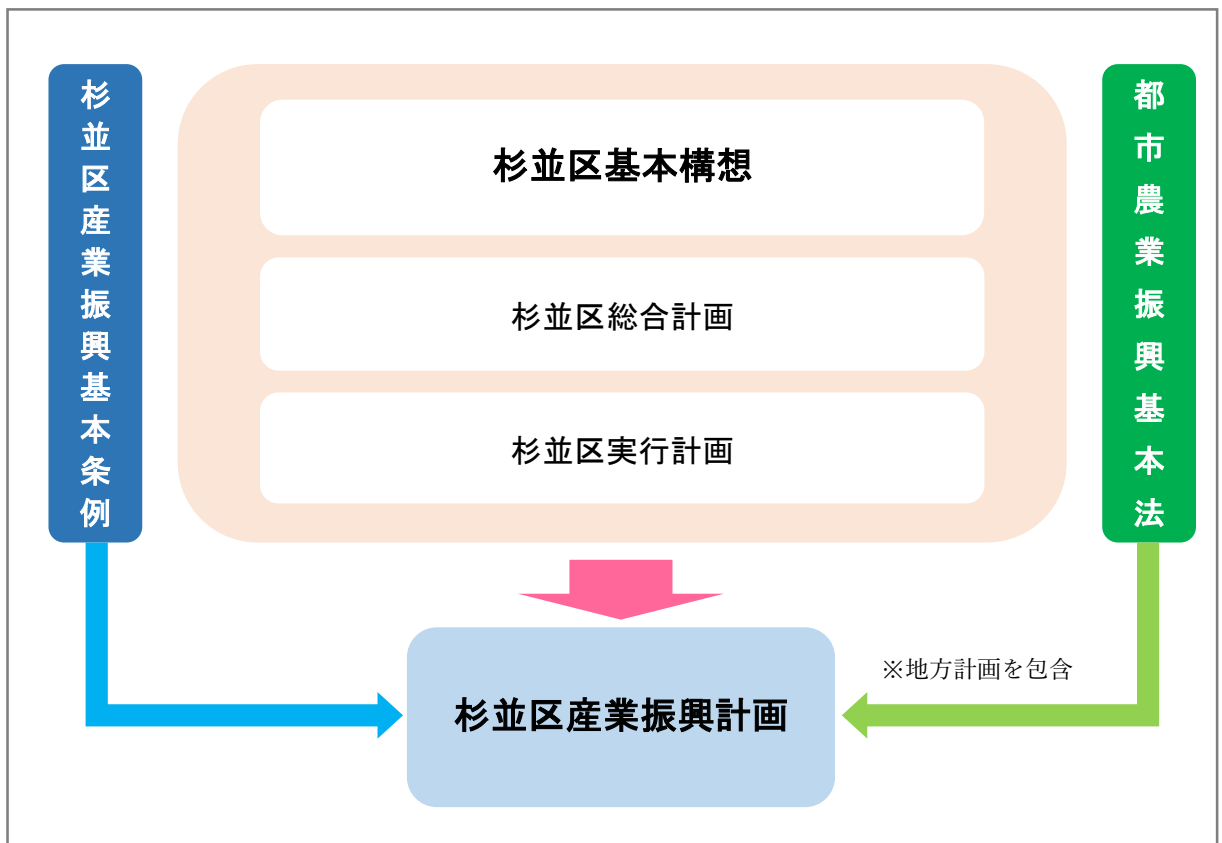 杉並区産業振興基本条例
杉並区基本構想
杉並区総合計画
杉並区実行計画
都市農業振興基本法
※地方計画を包含
杉並区産業振興計画